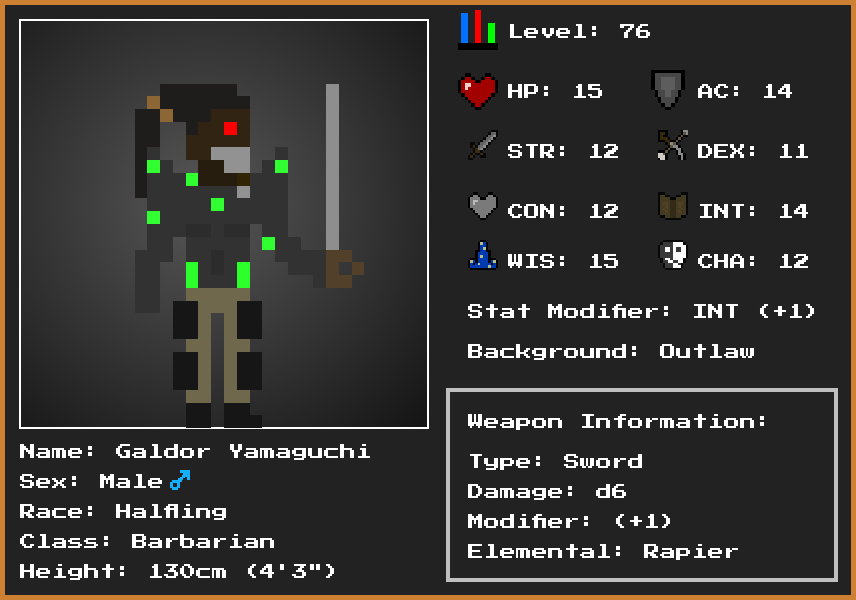 Level: 76
HP: 15 AC: 14
STR: 12 DEX: 11
CON: 12 INT: 14
WIS: 15 CHA: 12
Stat Modifier: INT (+1)
Background: Outlaw
Weapon Information:
Type: Sword
Damage: d6
Modifier: (+1)
Elemental: Rapier
Name: Galdor Yamaguchi
Sex: Male♂
Race: Halfling
Class: Barbarian
Height: 130cm (4'3")